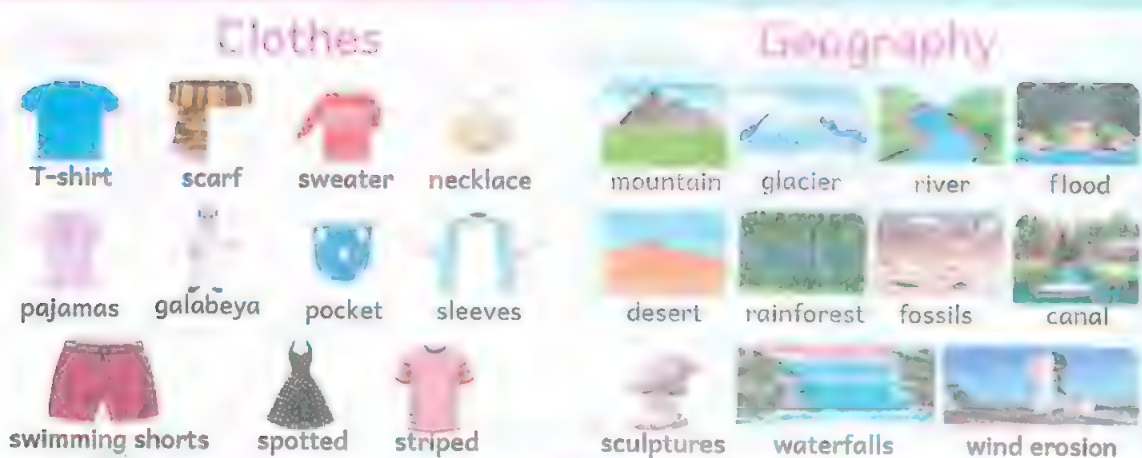 Clothes Geography
T-shirt scarf sweater necklace mountain glacier river flood
pajamas galabeya pocket sleeves desert rainforest fossils canal
swimming shorts spotted striped sculptures waterfalls wind erosion